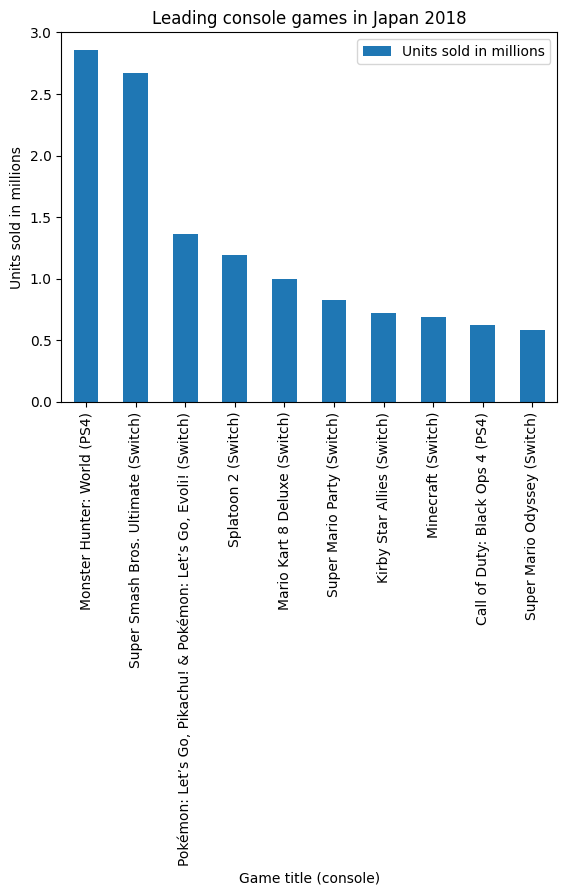 Leading console games in Japan 2018
Units sold in millions
Units sold in millions
3.0
2.5
2.0
1.5
1.0
0.5
0.0
Monster Hunter: World (PS4)
Super Smash Bros. Ultimate (Switch)
Pokémon: Let’s Go, Pikachu! & Pokémon: Let’s Go, Evoli! (Switch)
Splatoon 2 (Switch)
Mario Kart 8 Deluxe (Switch)
Super Mario Party (Switch)
Kirby Star Allies (Switch)
Minecraft (Switch)
Call of Duty: Black Ops 4 (PS4)
Super Mario Odyssey (Switch)
Game title (console)